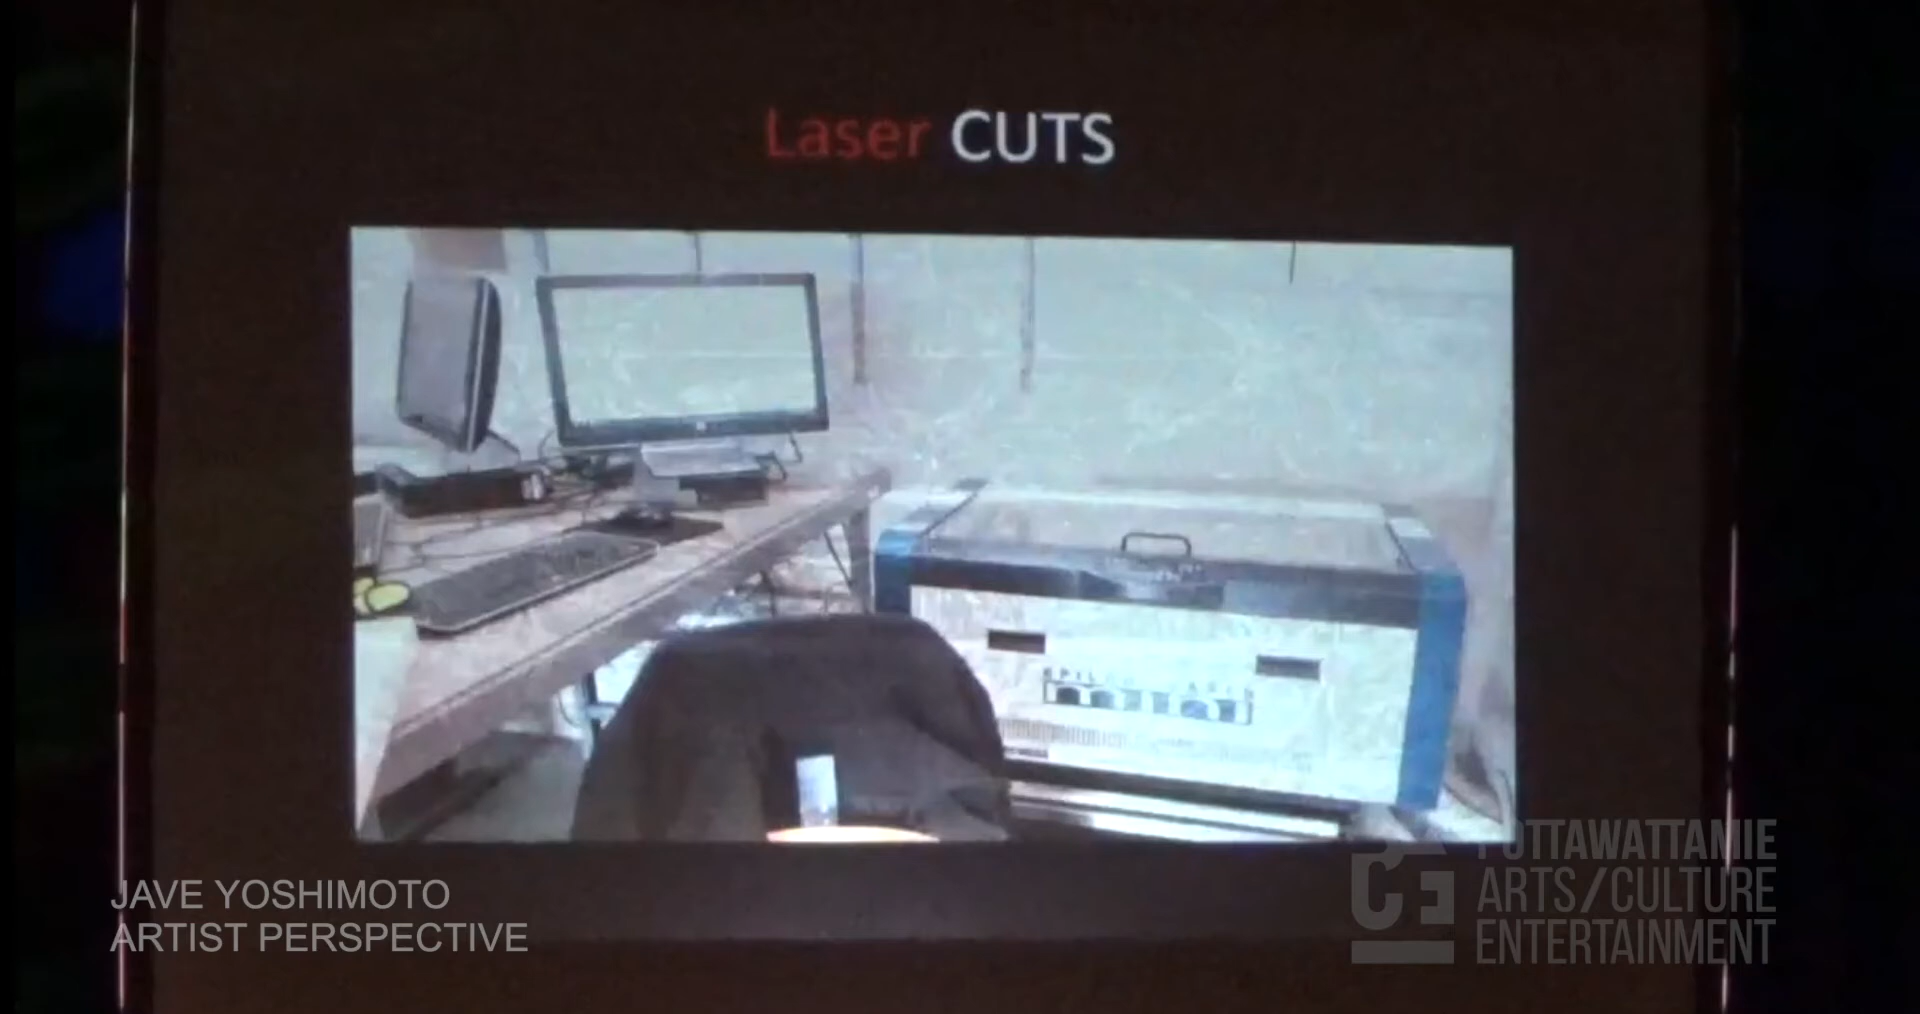 Laser CUTS
JAVE YOSHIMOTO
ARTIST PERSPECTIVE
POTTAWATTAMIE
ARTS/CULTURE
ENTERTAINMENT